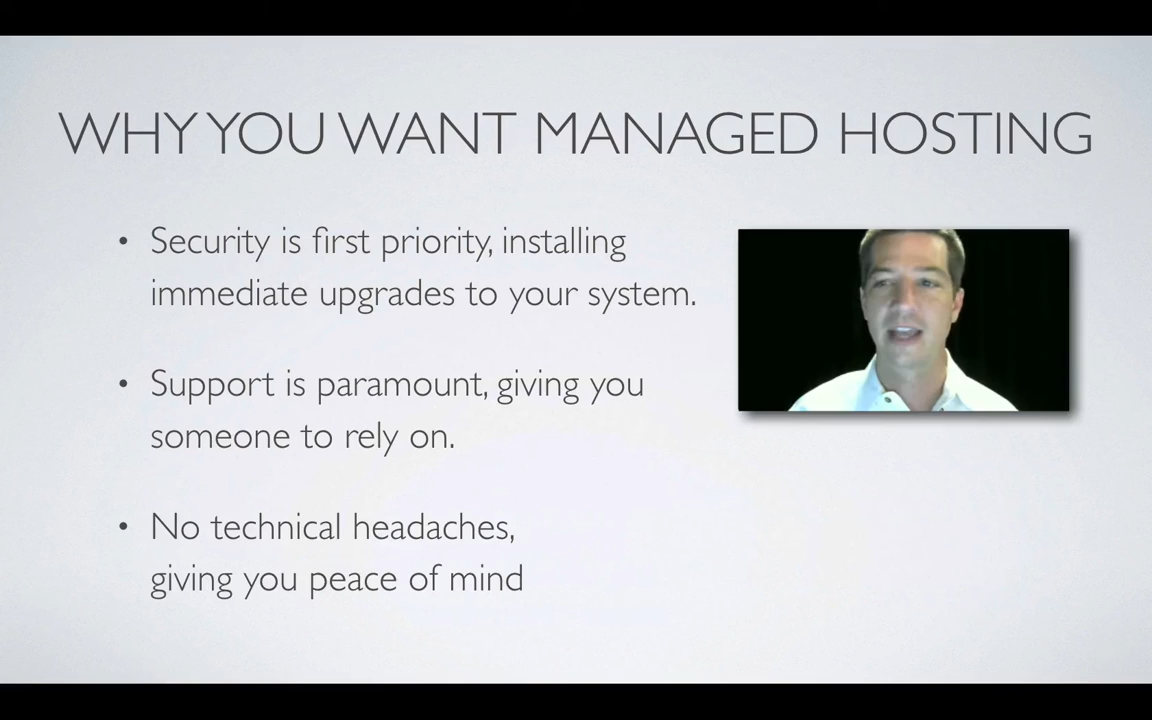 WHY YOU WANT MANAGED HOSTING
• Security is first priority, installing
immediate upgrades to your system.
• Support is paramount, giving you
someone to rely on.
• No technical headaches,
giving you peace of mind